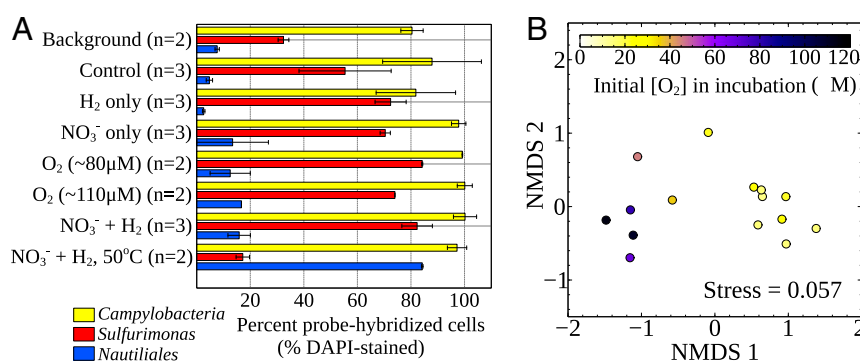 A
Background (n=2)
Control (n=3)
H₂ only (n=3)
NO₃⁻ only (n=3)
O₂ (~80μM) (n=2)
O₂ (~110μM) (n=2)
NO₃⁻ + H₂ (n=3)
NO₃⁻ + H₂, 50°C (n=2)
20 40 60 80 100
Campylobacteria
Sulfurimonas
Nautiliales
Percent probe-hybridized cells
(% DAPI-stained)
B
0 20 40 60 80 100 120
Initial [O₂] in incubation ( M)
2
1
0
−1
NMDS 2
Stress = 0.057
−2 −1 0 1 2
NMDS 1